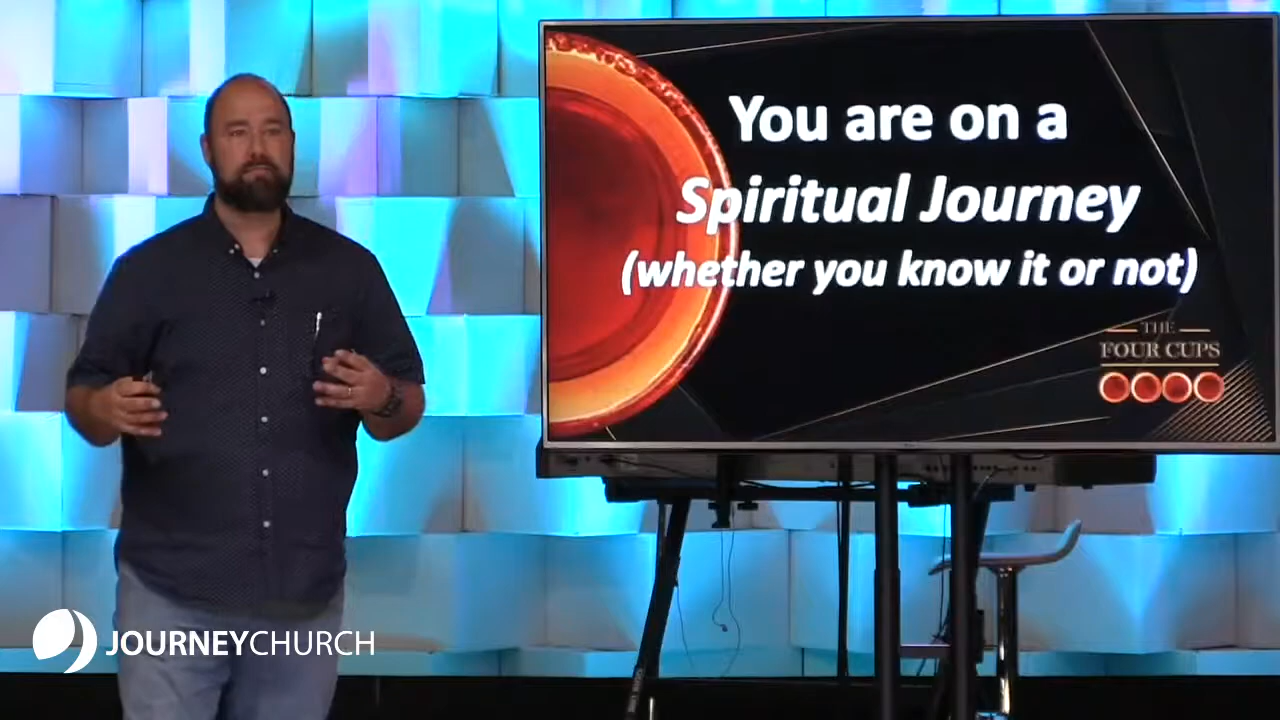 You are on a
Spiritual Journey
(whether you know it or not)
THE
FOUR CUPS
JOURNEYCHURCH